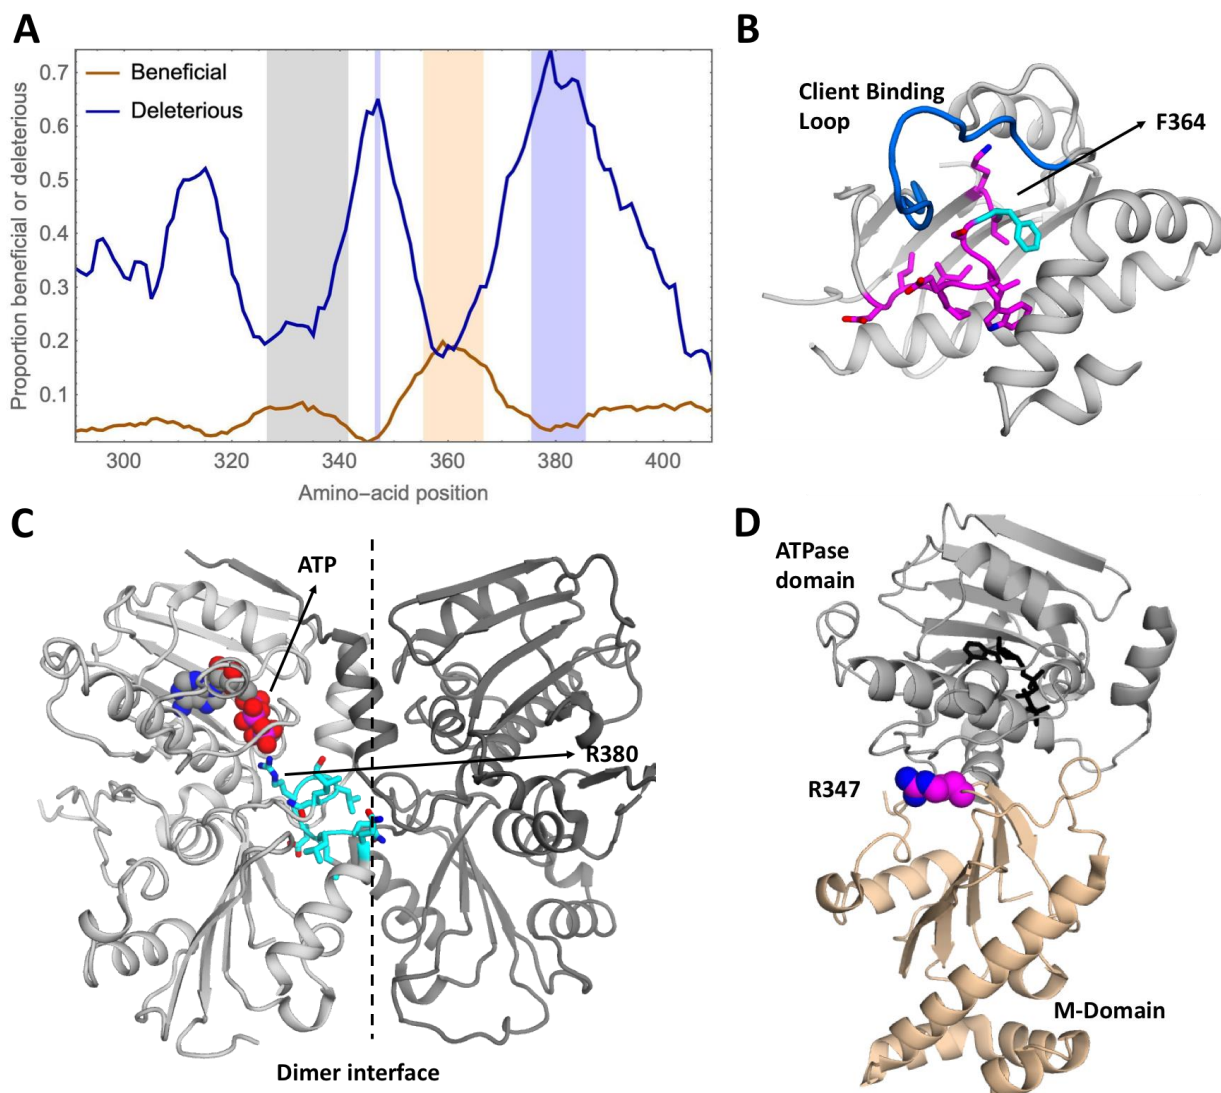 A
Beneficial
Deleterious
Proportion beneficial or deleterious
0.7
0.6
0.5
0.4
0.3
0.2
0.1
300
320
340
360
380
400
Amino-acid position
B
Client Binding
Loop
F364
C
ATP
R380
Dimer interface
D
ATPase
domain
R347
M-Domain